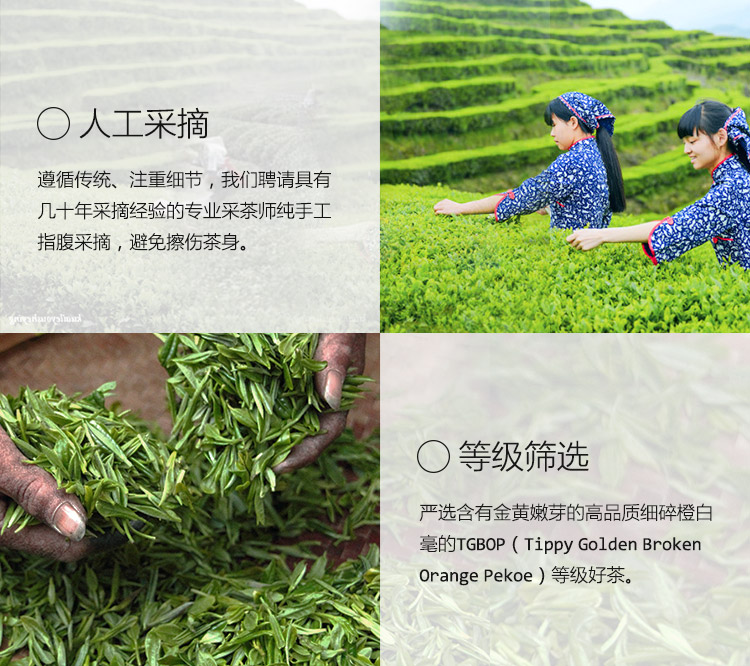 人工采摘
遵循传统、注重细节，我们聘请具有
几十年采摘经验的专业采茶师纯手工
指腹采摘，避免擦伤茶身。
等级筛选
严选含有金黄嫩芽的高品质细碎橙白
毫的TGBOP（Tippy Golden Broken
Orange Pekoe）等级好茶。